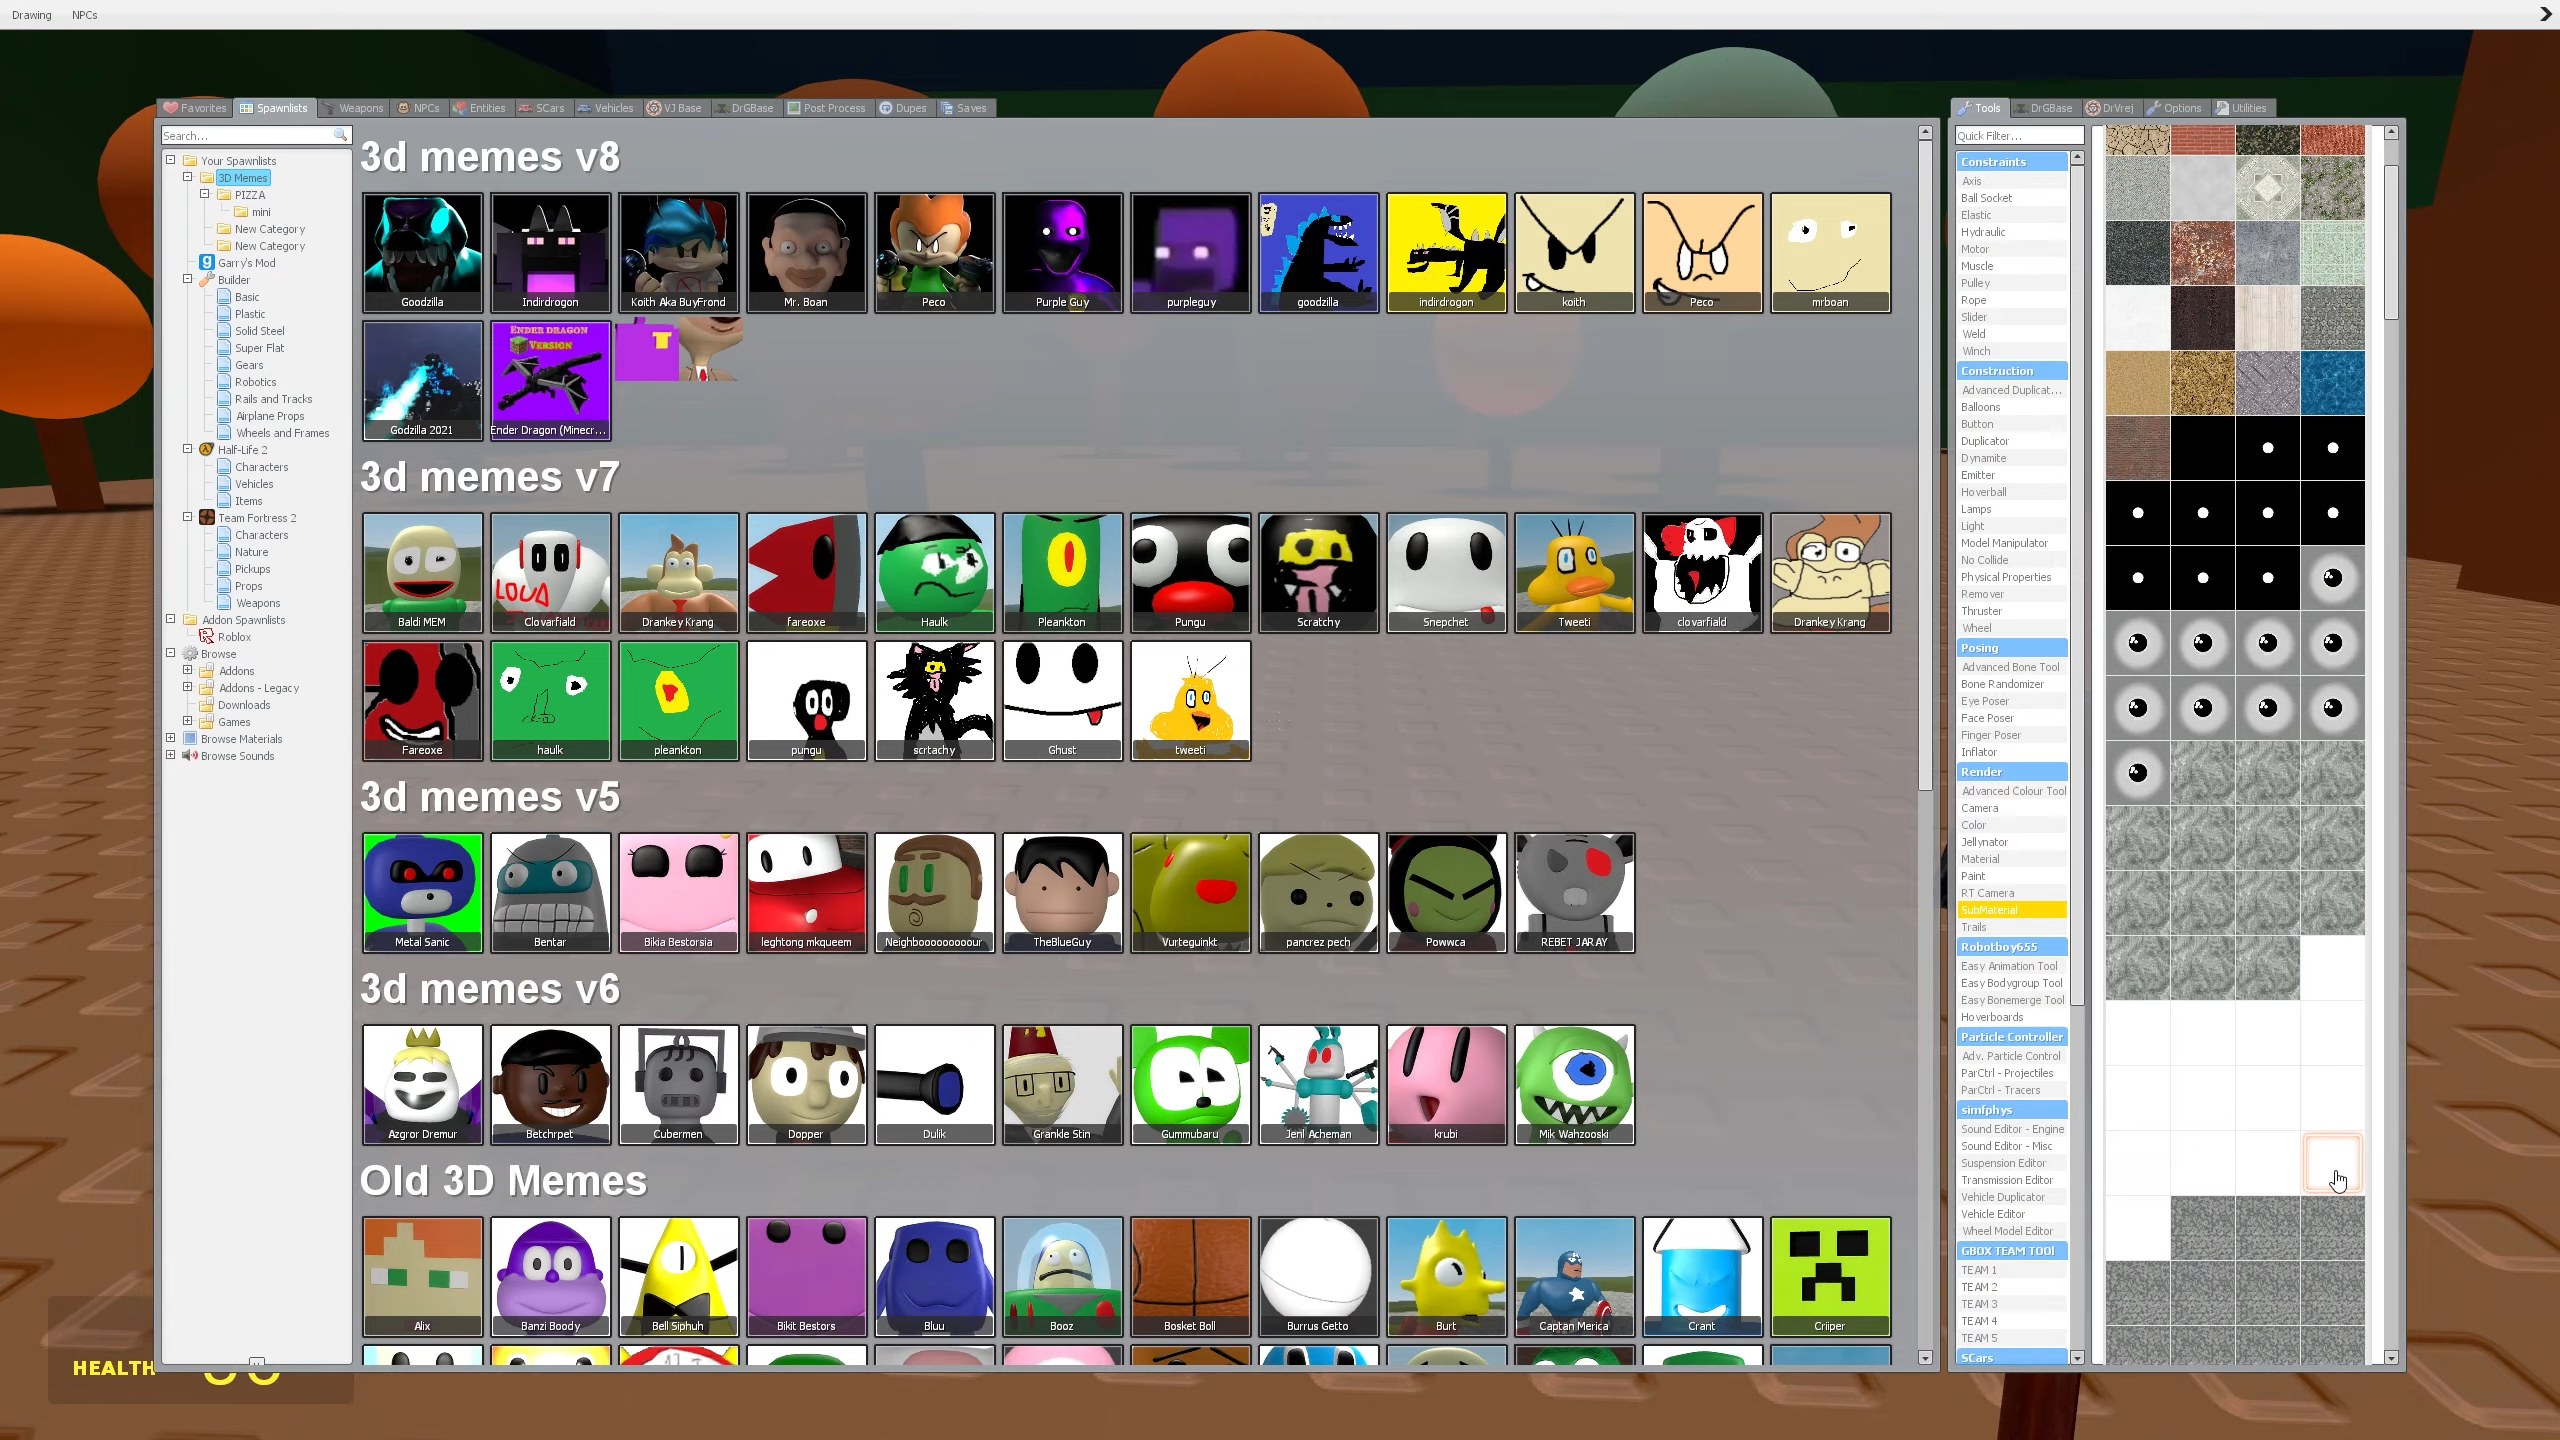 Drawing NPCs
Favorites Spawnlists Weapons NPCs Entities SCars Vehicles VJ Base DrGBase Post Process Dupes Saves
Search...
Your Spawnlists
3D Memes
PIZZA
mini
New Category
New Category
Garry's Mod
Builder
Basic
Plastic
Solid Steel
Super Flat
Gears
Robotics
Rails and Tracks
Airplane Props
Wheels and Frames
Half-Life 2
Characters
Vehicles
Items
Team Fortress 2
Characters
Nature
Pickups
Props
Weapons
Addon Spawnlists
Roblox
Browse
Addons
Addons - Legacy
Downloads
Games
Browse Materials
Browse Sounds
3d memes v8
Goodzilla Indirdrogon Koith Aka BuyFrond Mr. Boan Peco Purple Guy purpleguy goodzilla indirdrogon koith Peco mrboan
ENDER DRAGON
VERSION
T
Godzilla 2021 Ender Dragon (Minecr...
3d memes v7
LOUD
Baldi MEM Clovarfiald Drankey Krang fareoxe Haulk Pleankton Pungu Scratchy Snepchet Tweeti clovarfiald Drankey Krang
Fareoxe haulk pleankton pungu scrtachy Ghust tweeti
3d memes v5
Metal Sanic Bentar Bikia Bestorsia leghtong mkqueem Neighboooooooooour TheBlueGuy Vurteguinkt pancrez pech Powwca REBET JARAY
3d memes v6
Azgror Dremur Betchrpet Cubermen Dopper Dulik Grankle Stin Gummubaru Jenl Acheman krubi Mik Wahzooski
Old 3D Memes
Alix Banzi Boody Bell Siphuh Bikit Bestors Bluu Booz Bosket Boll Burrus Getto Burt Captan Merica Crant Criiper
HEALTH
Tools DrGBase DrVrej Options Utilities
Quick Filter...
Constraints
Axis
Ball Socket
Elastic
Hydraulic
Motor
Muscle
Pulley
Rope
Slider
Weld
Winch
Construction
Advanced Duplicat...
Balloons
Button
Duplicator
Dynamite
Emitter
Hoverball
Lamps
Light
Model Manipulator
No Collide
Physical Properties
Remover
Thruster
Wheel
Posing
Advanced Bone Tool
Bone Randomizer
Eye Poser
Face Poser
Finger Poser
Inflator
Render
Advanced Colour Tool
Camera
Color
Jellynator
Material
Paint
RT Camera
SubMaterial
Trails
Robotboy655
Easy Animation Tool
Easy Bodygroup Tool
Easy Bonemerge Tool
Hoverboards
Particle Controller
Adv. Particle Control
ParCtrl - Projectiles
ParCtrl - Tracers
simfphys
Sound Editor - Engine
Sound Editor - Misc
Suspension Editor
Transmission Editor
Vehicle Duplicator
Vehicle Editor
Wheel Model Editor
GBOX TEAM TOOl
TEAM 1
TEAM 2
TEAM 3
TEAM 4
TEAM 5
SCars